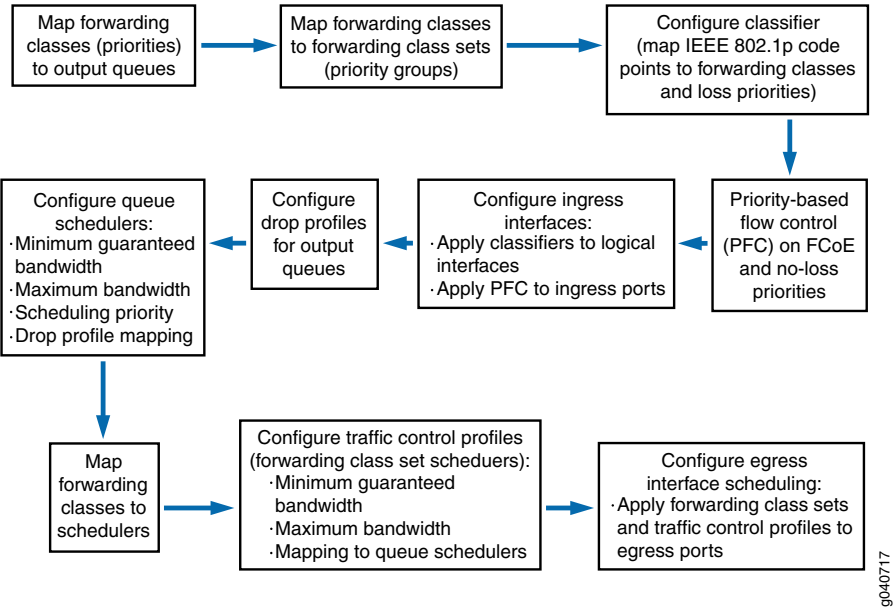 Map forwarding
classes (priorities)
to output queues
Map forwarding classes
to forwarding class sets
(priority groups)
Configure classifier
(map IEEE 802.1p code
points to forwarding classes
and loss priorities)
Priority-based
flow control
(PFC) on FCoE
and no-loss
priorities
Configure ingress
interfaces:
·Apply classifiers to logical
interfaces
·Apply PFC to ingress ports
Configure
drop profiles
for output
queues
Configure queue
schedulers:
·Minimum guaranteed
bandwidth
·Maximum bandwidth
·Scheduling priority
·Drop profile mapping
Map
forwarding
classes to
schedulers
Configure traffic control profiles
(forwarding class set scheduers):
·Minimum guaranteed
bandwidth
·Maximum bandwidth
·Mapping to queue schedulers
Configure egress
interface scheduling:
·Apply forwarding class sets
and traffic control profiles to
egress ports
g040717